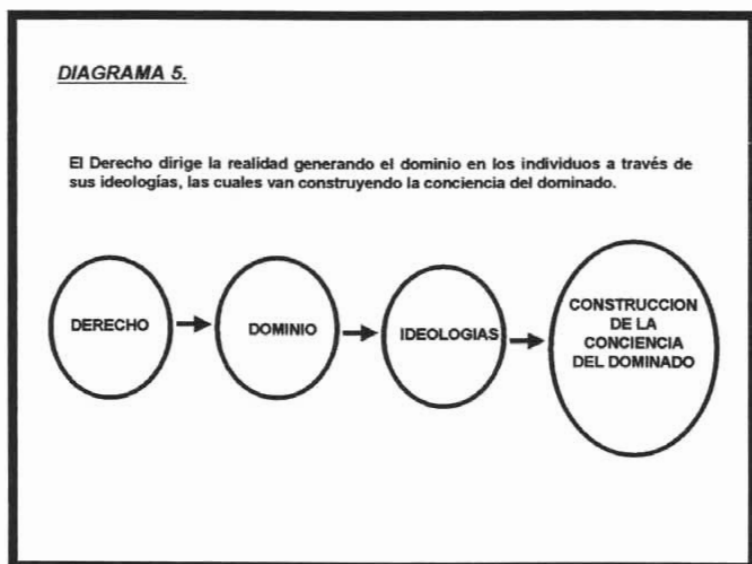 DIAGRAMA 5.
El Derecho dirige la realidad generando el dominio en los individuos a través de
sus ideologías, las cuales van construyendo la conciencia del dominado.
DERECHO
DOMINIO
IDEOLOGIAS
CONSTRUCCION
DE LA
CONCIENCIA
DEL DOMINADO